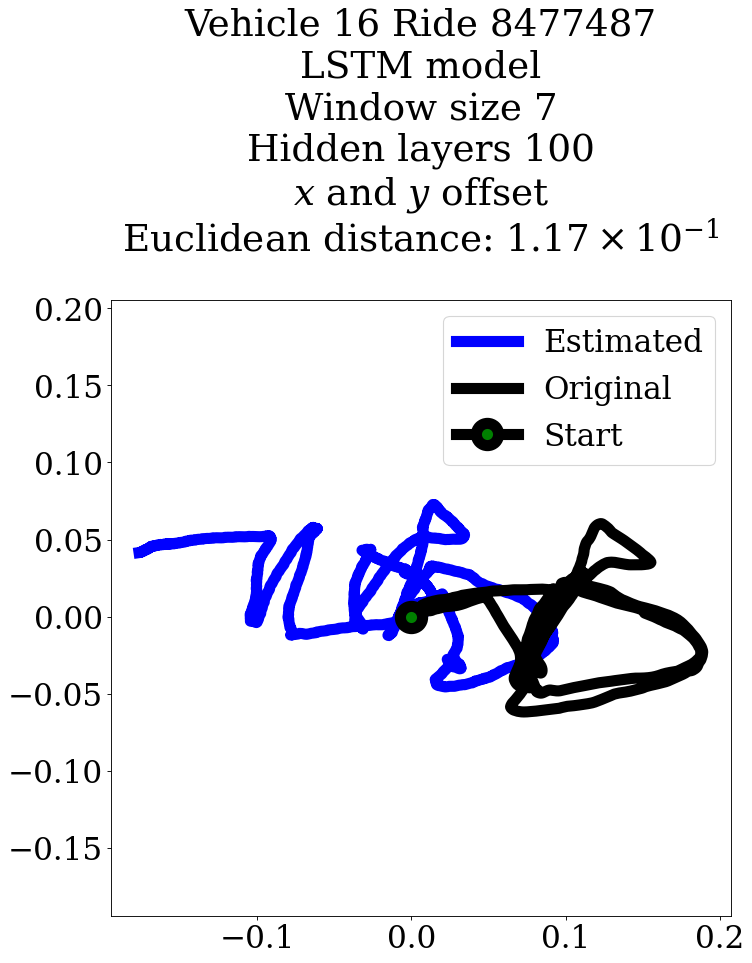 Vehicle 16 Ride 8477487
LSTM model
Window size 7
Hidden layers 100
x and y offset
Euclidean distance: 1.17 × 10⁻¹
0.20
0.15
0.10
0.05
0.00
−0.05
−0.10
−0.15
Estimated
Original
Start
−0.1 0.0 0.1 0.2